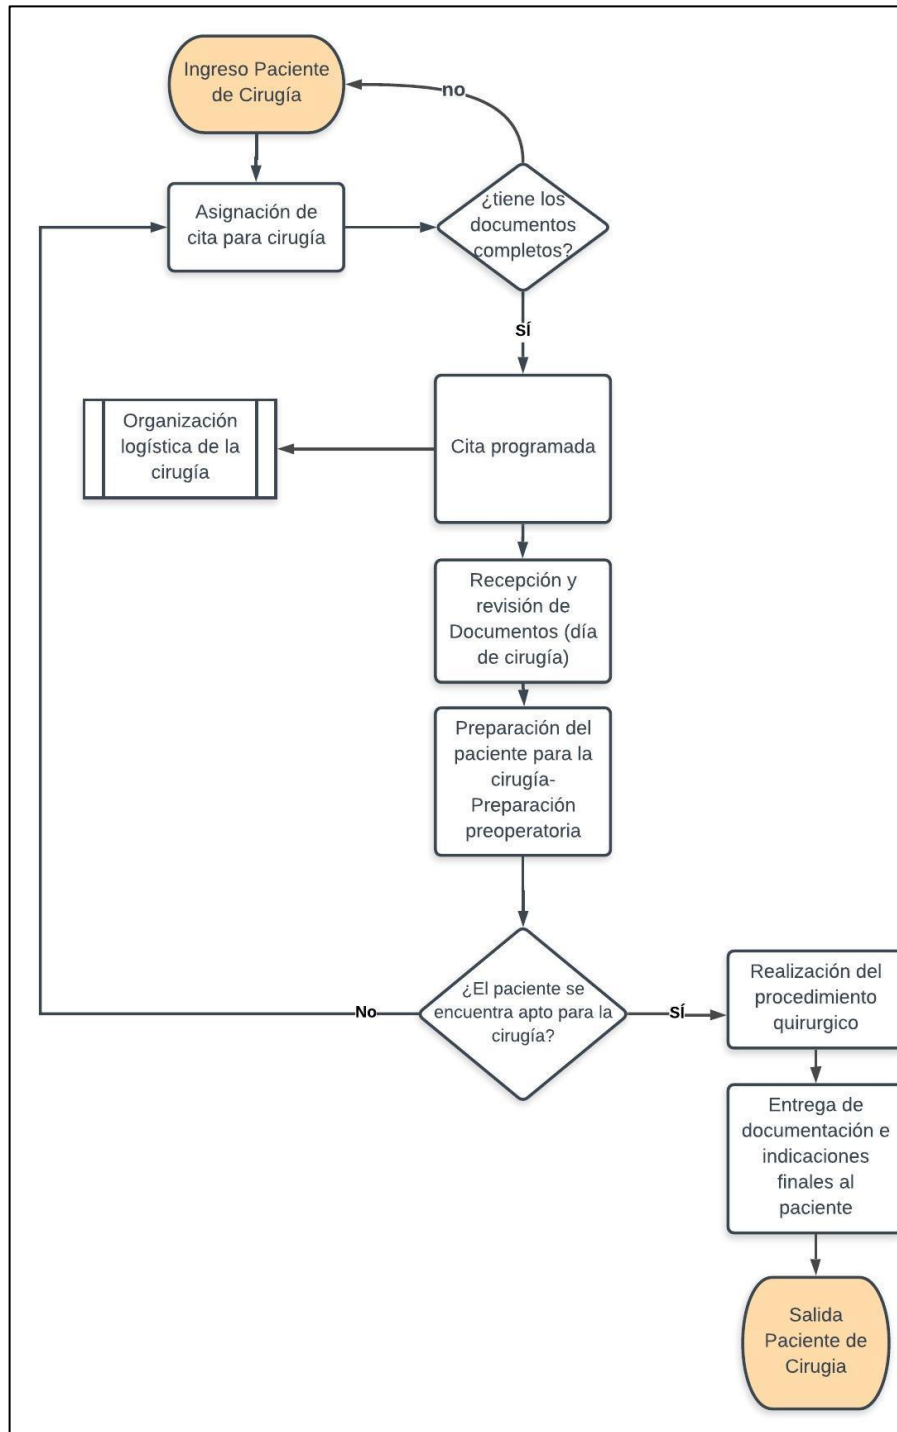 Ingreso Paciente
de Cirugía
no
¿tiene los
documentos
completos?
Asignación de
cita para cirugía
SÍ
Organización
logística de la
cirugía
Cita programada
Recepción y
revisión de
Documentos (día
de cirugía)
Preparación del
paciente para la
cirugía-
Preparación
preoperatoria
¿El paciente se
encuentra apto para la
cirugía?
No
SÍ
Realización del
procedimiento
quirurgico
Entrega de
documentación e
indicaciones
finales al
paciente
Salida
Paciente de
Cirugia